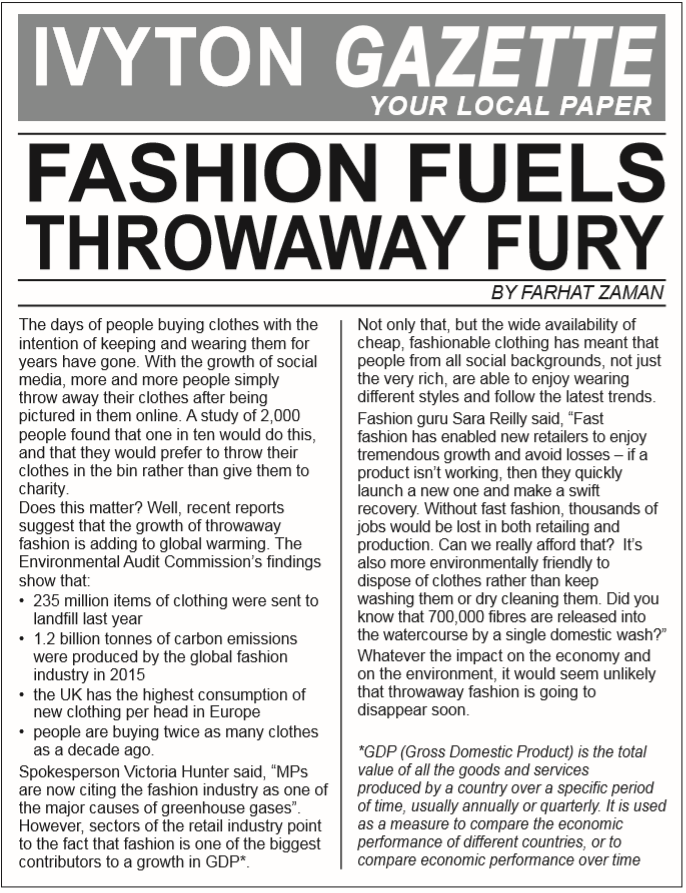 IVYTON GAZETTE
YOUR LOCAL PAPER
FASHION FUELS
THROWAWAY FURY
BY FARHAT ZAMAN
The days of people buying clothes with the
intention of keeping and wearing them for
years have gone. With the growth of social
media, more and more people simply
throw away their clothes after being
pictured in them online. A study of 2,000
people found that one in ten would do this,
and that they would prefer to throw their
clothes in the bin rather than give them to
charity.
Does this matter? Well, recent reports
suggest that the growth of throwaway
fashion is adding to global warming. The
Environmental Audit Commission’s findings
show that:
• 235 million items of clothing were sent to
landfill last year
• 1.2 billion tonnes of carbon emissions
were produced by the global fashion
industry in 2015
• the UK has the highest consumption of
new clothing per head in Europe
• people are buying twice as many clothes
as a decade ago.
Spokesperson Victoria Hunter said, “MPs
are now citing the fashion industry as one of
the major causes of greenhouse gases”.
However, sectors of the retail industry point
to the fact that fashion is one of the biggest
contributors to a growth in GDP*.
Not only that, but the wide availability of
cheap, fashionable clothing has meant that
people from all social backgrounds, not just
the very rich, are able to enjoy wearing
different styles and follow the latest trends.
Fashion guru Sara Reilly said, “Fast
fashion has enabled new retailers to enjoy
tremendous growth and avoid losses – if a
product isn’t working, then they quickly
launch a new one and make a swift
recovery. Without fast fashion, thousands of
jobs would be lost in both retailing and
production. Can we really afford that? It’s
also more environmentally friendly to
dispose of clothes rather than keep
washing them or dry cleaning them. Did you
know that 700,000 fibres are released into
the watercourse by a single domestic wash?”
Whatever the impact on the economy and
on the environment, it would seem unlikely
that throwaway fashion is going to
disappear soon.
*GDP (Gross Domestic Product) is the total
value of all the goods and services
produced by a country over a specific period
of time, usually annually or quarterly. It is used
as a measure to compare the economic
performance of different countries, or to
compare economic performance over time